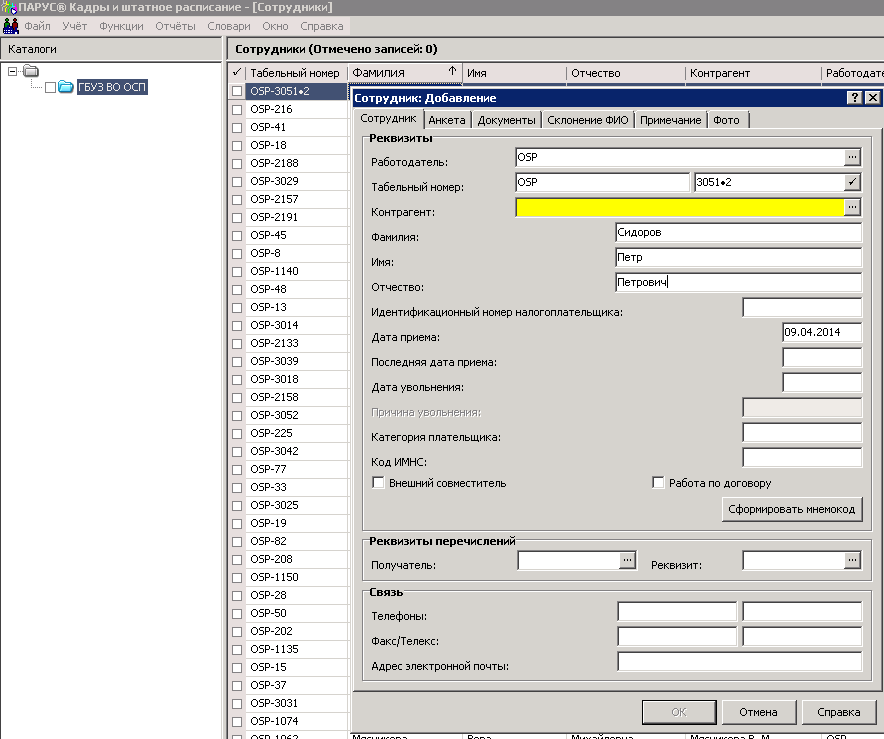 ПАРУС® Кадры и штатное расписание - [Сотрудники]
Файл Учёт Функции Отчёты Словари Окно Справка
Каталоги
Сотрудники (Отмечено записей: 0)
ГБУЗ ВО ОСП
Табельный номер Фамилия Имя Отчество Контрагент Работодате
OSP-3051•2
OSP-216
OSP-41
OSP-18
OSP-2188
OSP-3029
OSP-2157
OSP-2191
OSP-45
OSP-8
OSP-1140
OSP-48
OSP-13
OSP-3014
OSP-2133
OSP-3039
OSP-3018
OSP-2158
OSP-3052
OSP-225
OSP-3042
OSP-77
OSP-33
OSP-3025
OSP-19
OSP-82
OSP-208
OSP-1150
OSP-28
OSP-50
OSP-202
OSP-1135
OSP-15
OSP-37
OSP-3031
OSP-1074
OSP-1062 Мясникова Вера Михайловна Мясникова В. М. OSP
Сотрудник: Добавление
Сотрудник Анкета Документы Склонение ФИО Примечание Фото
Реквизиты
Работодатель: OSP
Табельный номер: OSP 3051•2
Контрагент:
Фамилия: Сидоров
Имя: Петр
Отчество: Петрович
Идентификационный номер налогоплательщика:
Дата приема: 09.04.2014
Последняя дата приема:
Дата увольнения:
Причина увольнения:
Категория плательщика:
Код ИМНС:
Внешний совместитель Работа по договору
Сформировать мнемокод
Реквизиты перечислений
Получатель: Реквизит:
Связь
Телефоны:
Факс/Телекс:
Адрес электронной почты:
OK Отмена Справка